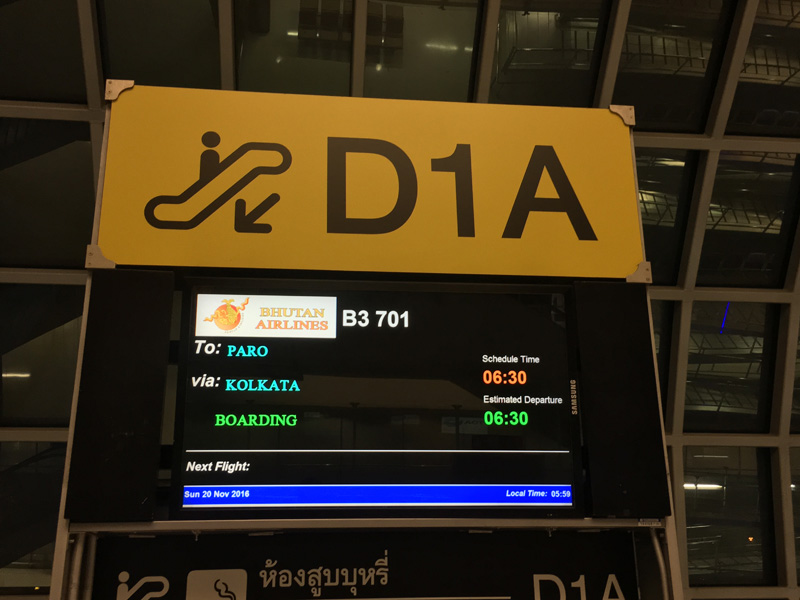 D1A
BHUTAN
AIRLINES
B3 701
To: PARO
via: KOLKATA
BOARDING
Schedule Time
06:30
Estimated Departure
06:30
SAMSUNG
Next Flight:
Sun 20 Nov 2016
Local Time: 05:59
ห้องสูบบุหรี่
D1A